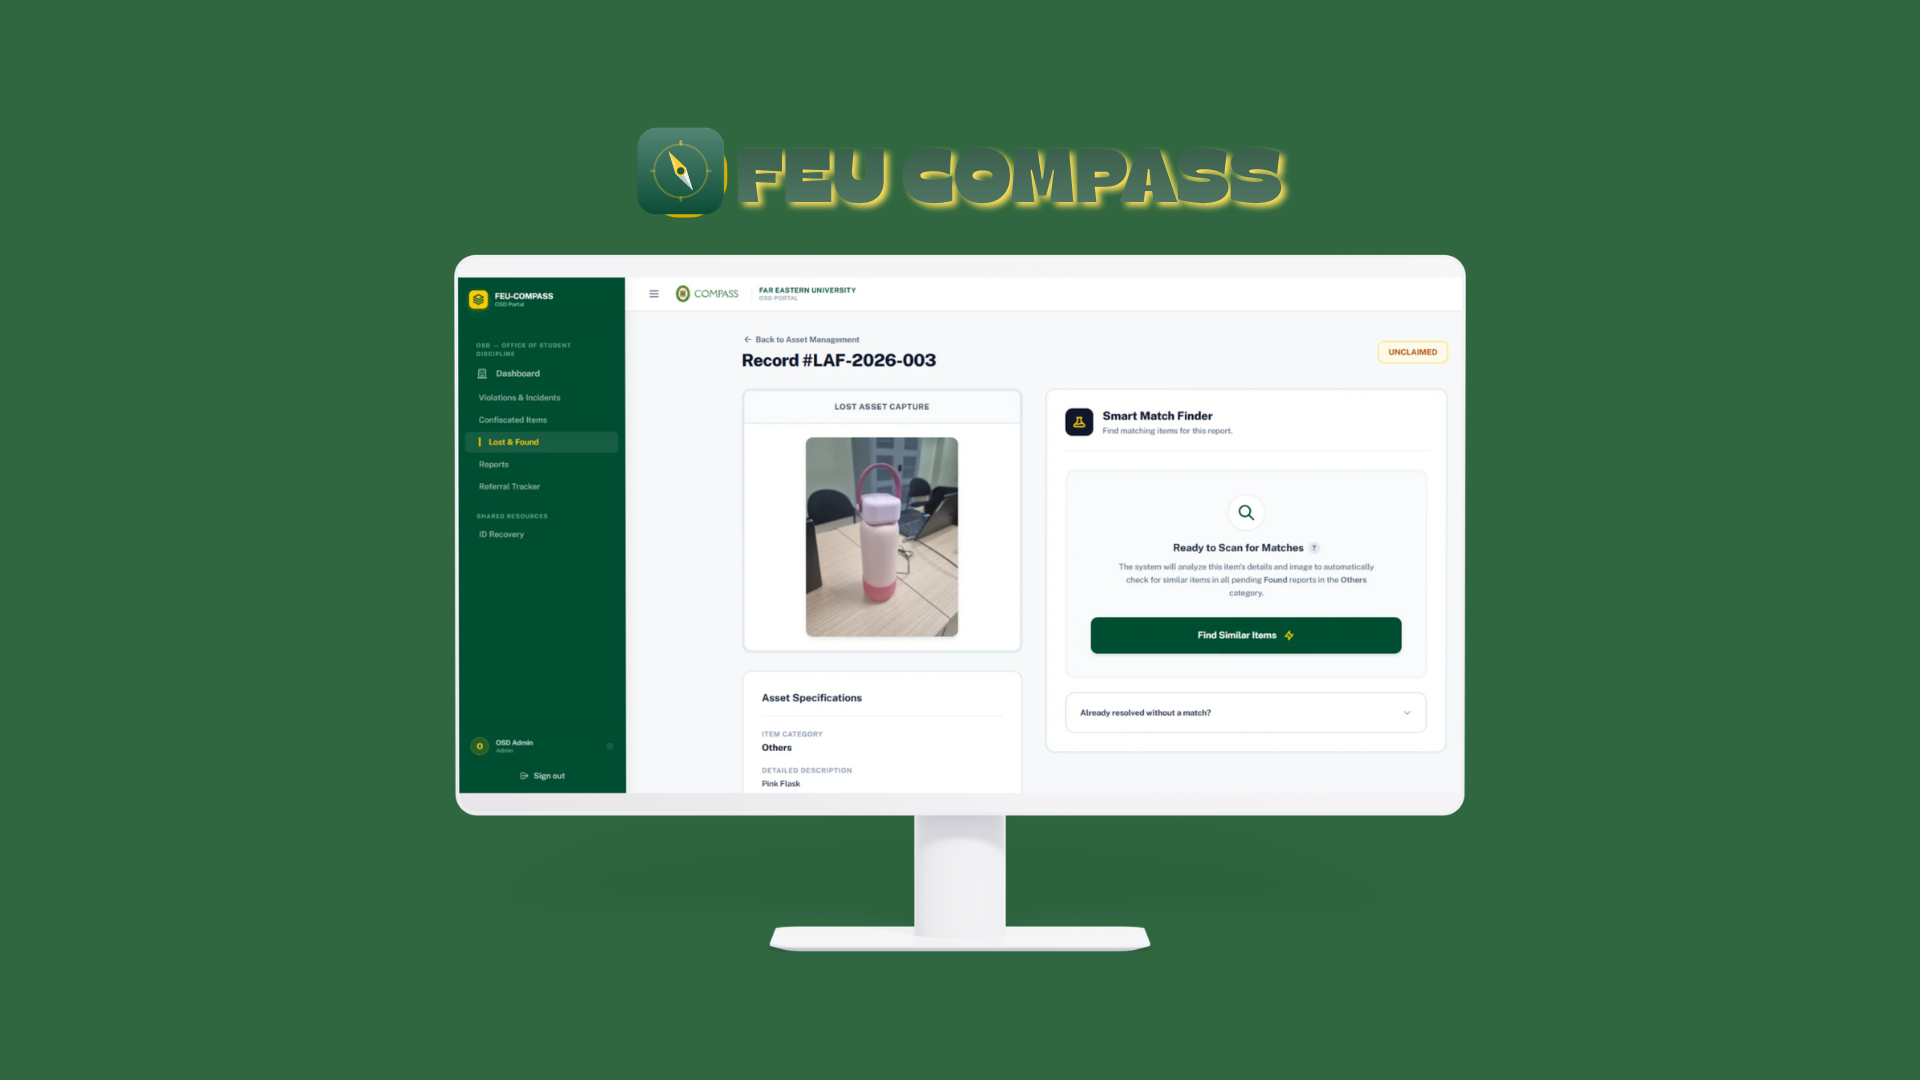 FEU COMPASS
FEU-COMPASS
OSD Portal
OSD — OFFICE OF STUDENT
DISCIPLINE
Dashboard
Violations & Incidents
Confiscated Items
Lost & Found
Reports
Referral Tracker
SHARED RESOURCES
ID Recovery
O
OSD Admin
Admin
Sign out
COMPASS
FAR EASTERN UNIVERSITY
OSD PORTAL
Back to Asset Management
Record #LAF-2026-003
UNCLAIMED
LOST ASSET CAPTURE
Asset Specifications
ITEM CATEGORY
Others
DETAILED DESCRIPTION
Pink Flask
Smart Match Finder
Find matching items for this report.
Ready to Scan for Matches ?
The system will analyze this item's details and image to automatically
check for similar items in all pending Found reports in the Others
category.
Find Similar Items
Already resolved without a match?